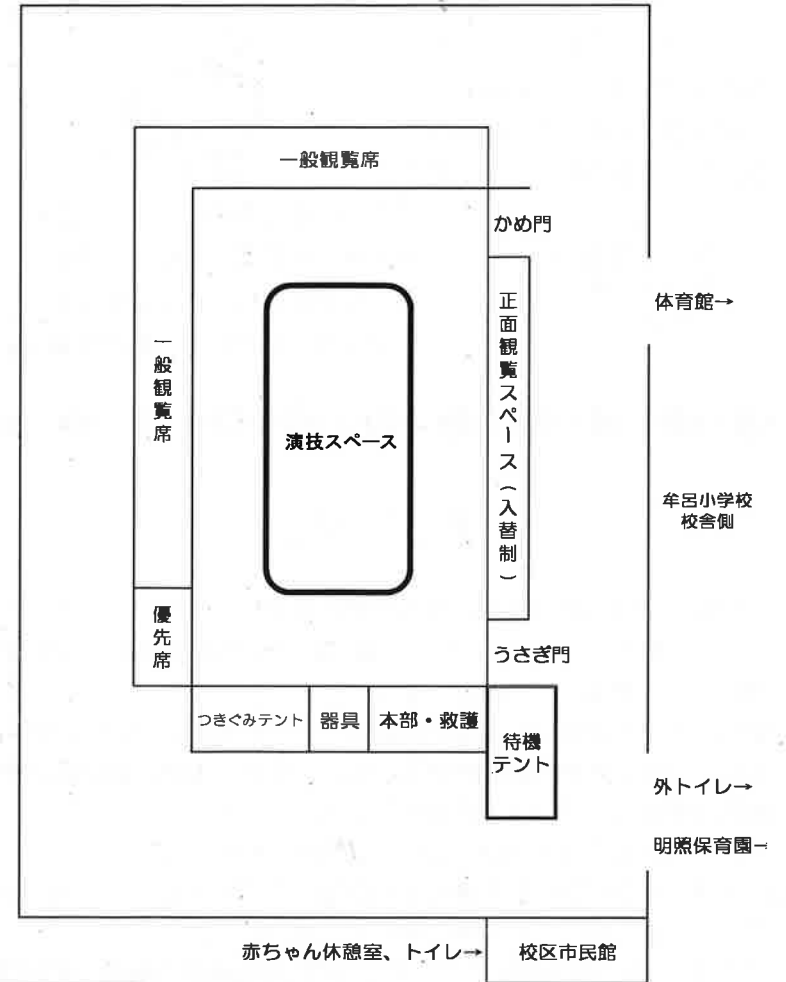 一般観覧席
かめ門
体育館→
正面観覧スペース（入替制）
一般観覧席
演技スペース
牟呂小学校
校舎側
優先席
うさぎ門
つきぐみテント
器具
本部・救護
待機
テント
外トイレ→
明照保育園→
赤ちゃん休憩室、トイレ→
校区市民館